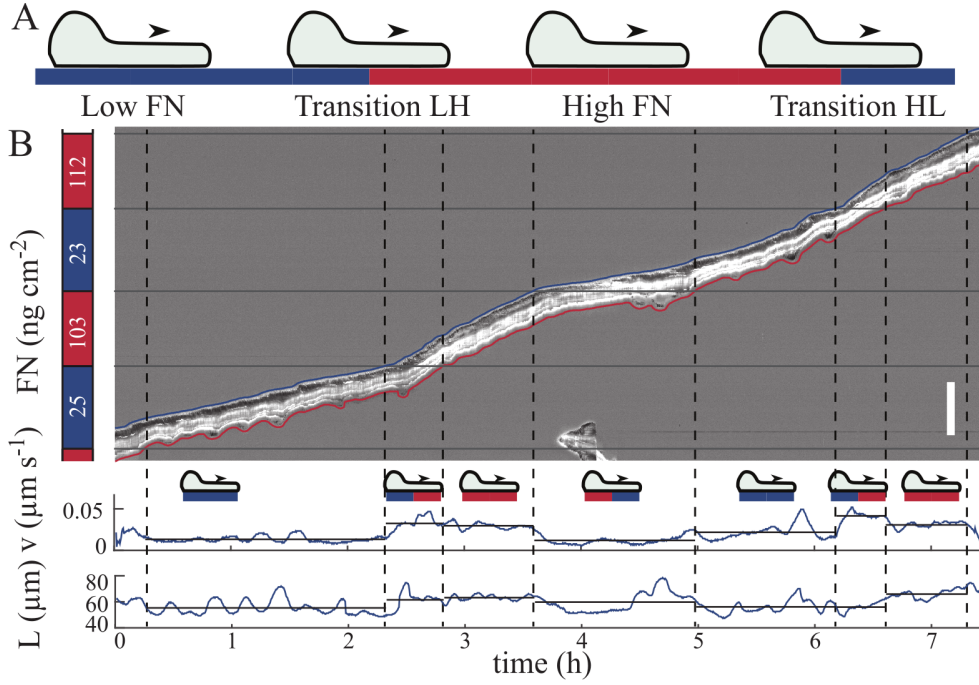 A
Low FN
Transition LH
High FN
Transition HL
B
FN (ng cm⁻²)
112
23
103
25
v (µm s⁻¹)
0.05
0
L (µm)
80
60
40
0 1 2 3 4 5 6 7
time (h)